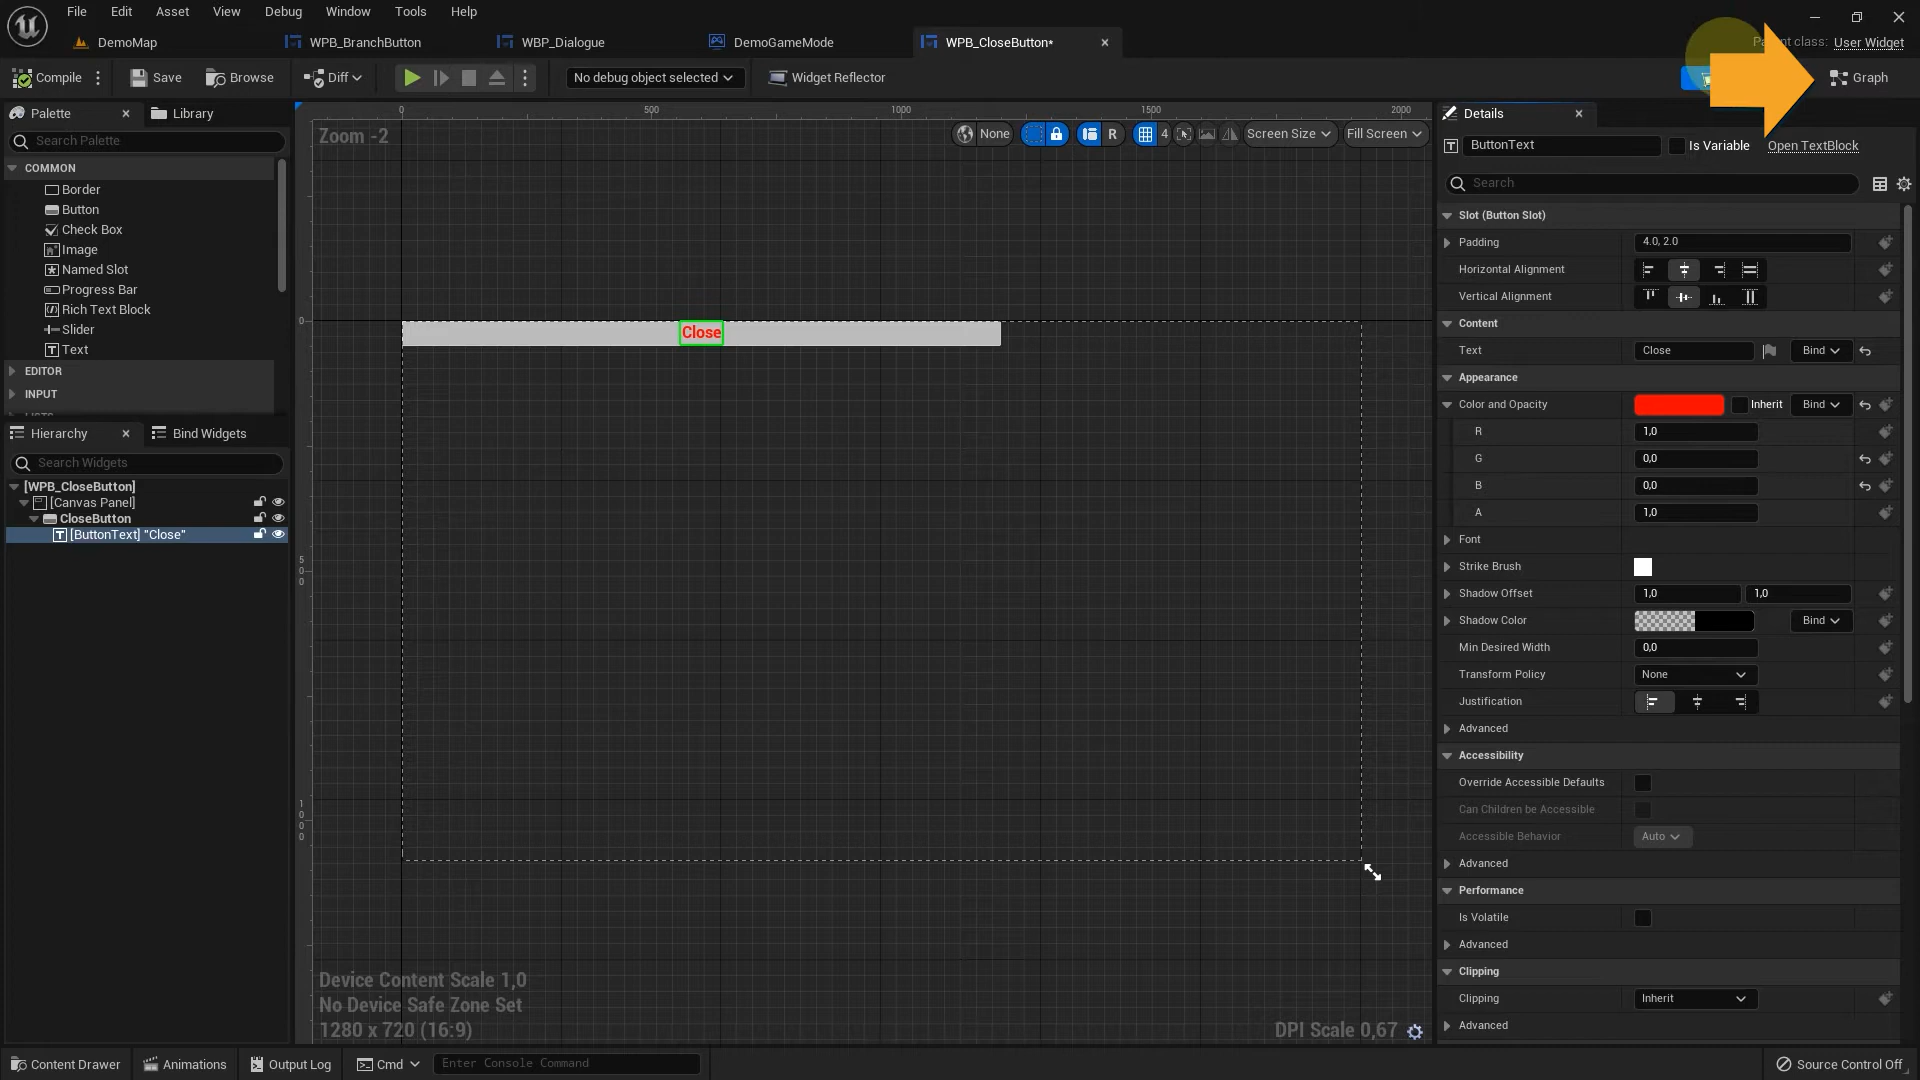 File Edit Asset View Debug Window Tools Help
DemoMap WPB_BranchButton WBP_Dialogue DemoGameMode WPB_CloseButton*
class: User Widget
Compile Save Browse Diff No debug object selected Widget Reflector Graph
Palette Library
Search Palette
COMMON
Border
Button
Check Box
Image
Named Slot
Progress Bar
Rich Text Block
Slider
Text
EDITOR
INPUT
Hierarchy Bind Widgets
Search Widgets
[WPB_CloseButton]
[Canvas Panel]
CloseButton
[ButtonText] "Close"
0 500 1000 1500 2000
Zoom -2
None R 4 Screen Size Fill Screen
0
500
1000
Close
Device Content Scale 1,0
No Device Safe Zone Set
1280 x 720 (16:9)
DPI Scale 0,67
Details
ButtonText Is Variable Open TextBlock
Search
Slot (Button Slot)
Padding 4.0, 2.0
Horizontal Alignment
Vertical Alignment
Content
Text Close Bind
Appearance
Color and Opacity Inherit Bind
R 1,0
G 0,0
B 0,0
A 1,0
Font
Strike Brush
Shadow Offset 1,0 1,0
Shadow Color Bind
Min Desired Width 0,0
Transform Policy None
Justification
Advanced
Accessibility
Override Accessible Defaults
Can Children be Accessible
Accessible Behavior Auto
Advanced
Performance
Is Volatile
Advanced
Clipping
Clipping Inherit
Advanced
Content Drawer Animations Output Log Cmd Enter Console Command Source Control Off